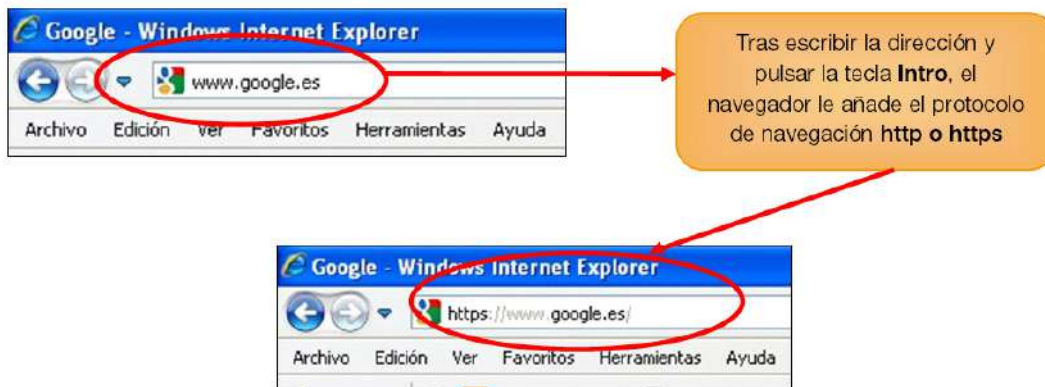 Google - Windows Internet Explorer
www.google.es
Archivo Edición Ver Favoritos Herramientas Ayuda
Tras escribir la dirección y
pulsar la tecla Intro, el
navegador le añade el protocolo
de navegación http o https
Google - Windows Internet Explorer
https://www.google.es/
Archivo Edición Ver Favoritos Herramientas Ayuda